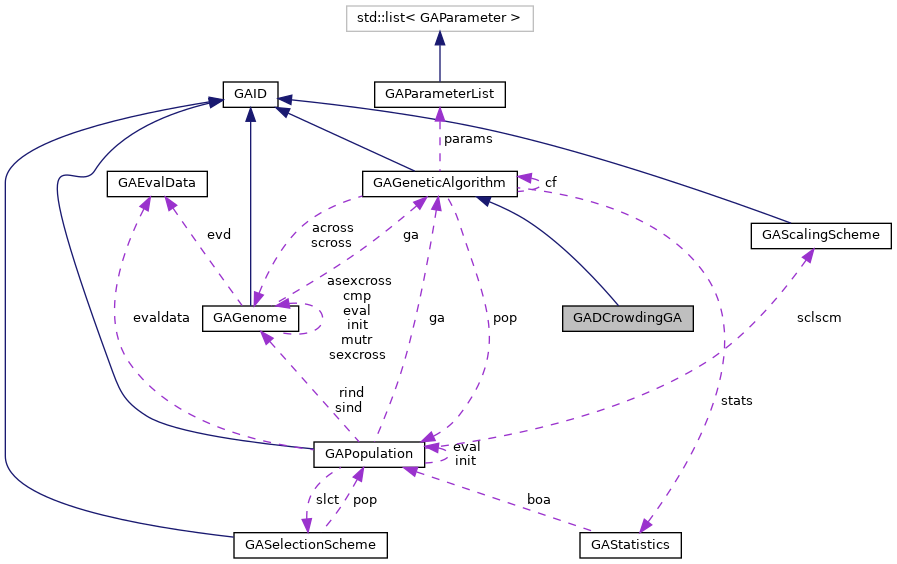 std::list< GAParameter >
GAID
GAParameterList
params
GAEvalData
GAGeneticAlgorithm
cf
across
scross
evd
ga
GAScalingScheme
asexcross
cmp
eval
init
mutr
sexcross
evaldata
GAGenome
ga
pop
GADCrowdingGA
sclscm
rind
sind
stats
GAPopulation
eval
init
slct
pop
boa
GASelectionScheme
GAStatistics